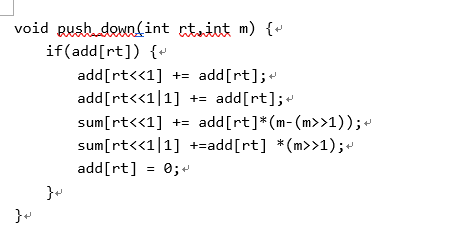 void push_down(int rt,int m) {
if(add[rt]) {
add[rt<<1] += add[rt];
add[rt<<1|1] += add[rt];
sum[rt<<1] += add[rt]*(m-(m>>1));
sum[rt<<1|1] +=add[rt] *(m>>1);
add[rt] = 0;
}
}